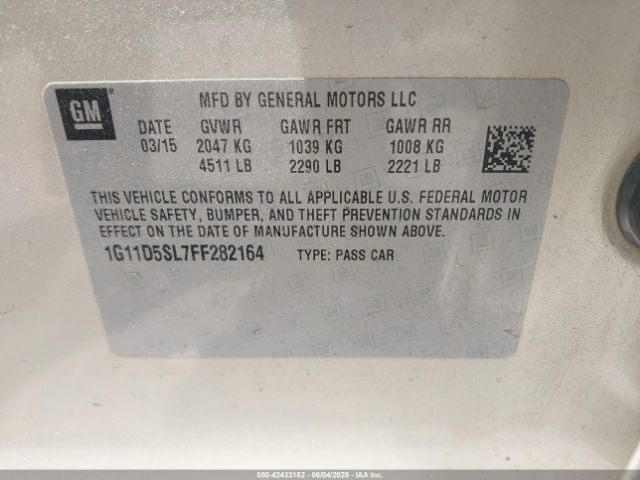 GM
MFD BY GENERAL MOTORS LLC
DATE GVWR GAWR FRT GAWR RR
03/15 2047 KG 1039 KG 1008 KG
4511 LB 2290 LB 2221 LB
THIS VEHICLE CONFORMS TO ALL APPLICABLE U.S. FEDERAL MOTOR
VEHICLE SAFETY, BUMPER, AND THEFT PREVENTION STANDARDS IN
EFFECT ON THE DATE OF MANUFACTURE SHOWN ABOVE.
1G11D5SL7FF282164 TYPE: PASS CAR
000-42433162 - 06/04/2025 - IAA Inc.